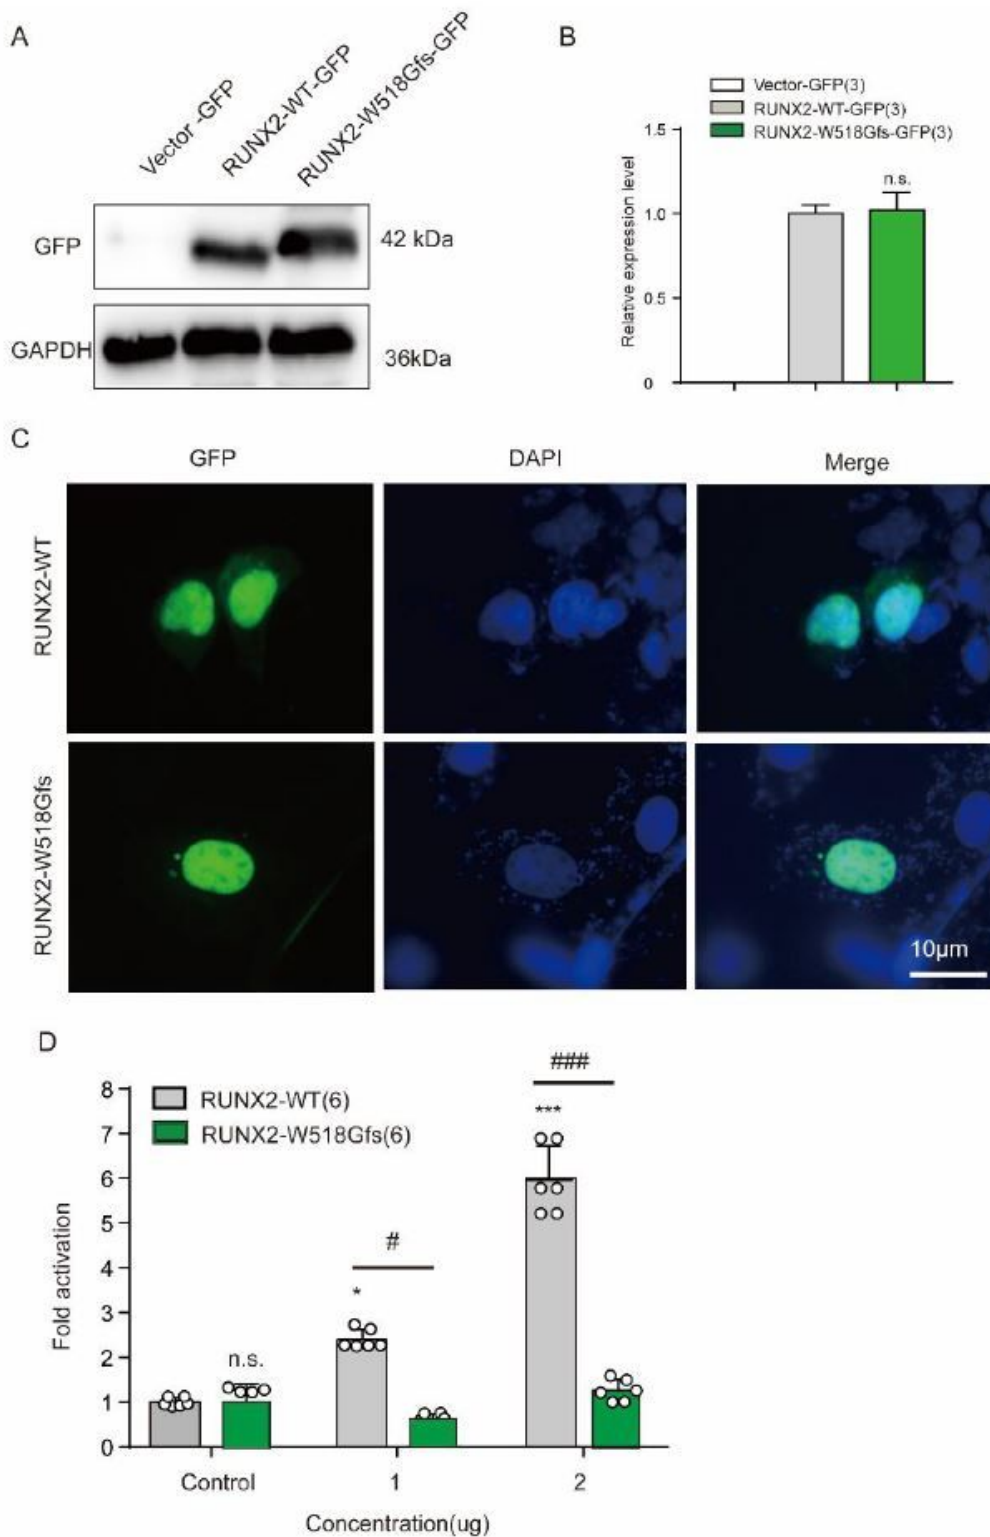 A
Vector -GFP
RUNX2-WT-GFP
RUNX2-W518Gfs-GFP
GFP
42 kDa
GAPDH
36kDa
B
Vector-GFP(3)
RUNX2-WT-GFP(3)
RUNX2-W518Gfs-GFP(3)
Relative expression level
1.5
1.0
0.5
0
n.s.
C
GFP
DAPI
Merge
RUNX2-WT
RUNX2-W518Gfs
10μm
D
RUNX2-WT(6)
RUNX2-W518Gfs(6)
Fold activation
8
7
6
5
4
3
2
1
0
n.s.
*
#
***
###
Control
1
2
Concentration(ug)